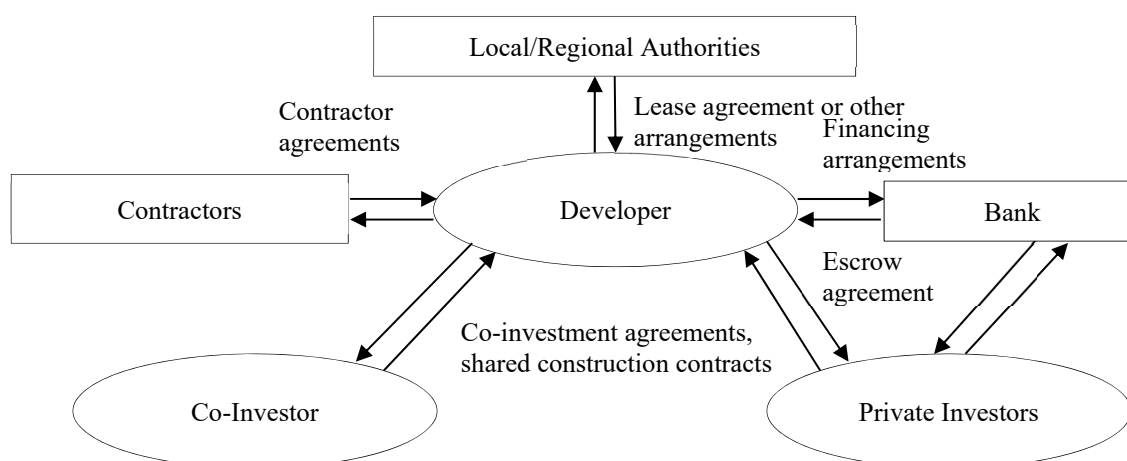 Local/Regional Authorities
Contractor
agreements
Lease agreement or other
arrangements
Financing
arrangements
Contractors
Developer
Bank
Escrow
agreement
Co-investment agreements,
shared construction contracts
Co-Investor
Private Investors